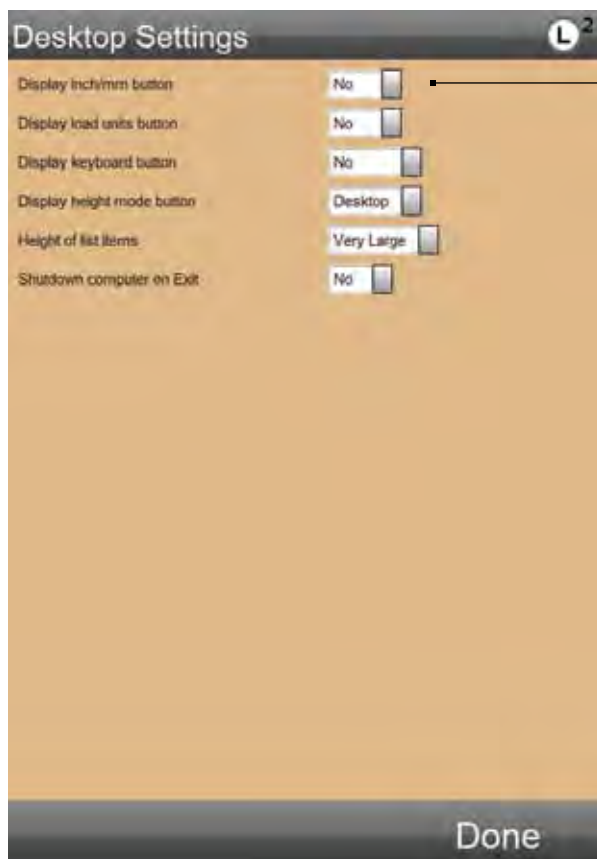 Desktop Settings L2
Display inch/mm button No
Display load units button No
Display keyboard button No
Display height mode button Desktop
Height of list items Very Large
Shutdown computer on Exit No
Done